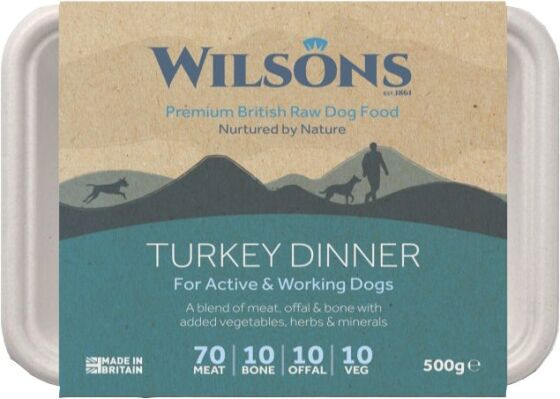 WILSONS
EST. 1861
Premium British Raw Dog Food
Nurtured by Nature
TURKEY DINNER
For Active & Working Dogs
A blend of meat, offal & bone with
added vegetables, herbs & minerals
MADE IN
BRITAIN
70 MEAT | 10 BONE | 10 OFFAL | 10 VEG
500g ℮